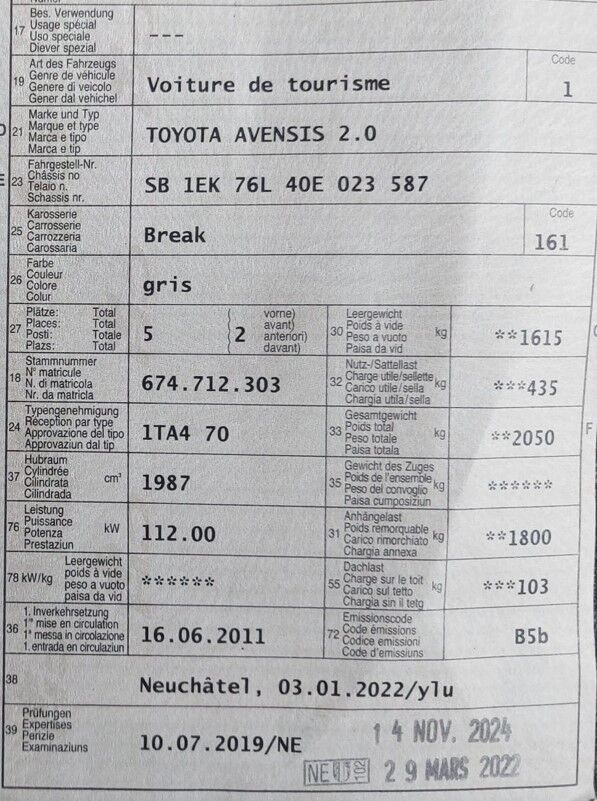 17 Bes. Verwendung
Usage spécial
Uso speciale
Diever spezial
---
19 Art des Fahrzeugs
Genre de véhicule
Genere di veicolo
Gener dal vehichel
Voiture de tourisme
Code
1
21 Marke und Typ
Marque et type
Marca e tipo
Marca e tip
TOYOTA AVENSIS 2.0
23 Fahrgestell-Nr.
Châssis no
Telaio n.
Schassis nr.
SB 1EK 76L 40E 023 587
25 Karosserie
Carrosserie
Carrozzeria
Carossaria
Break
Code
161
26 Farbe
Couleur
Colore
Colur
gris
27 Plätze: Total
Places: Total
Posti: Totale
Plazs: Total
5
2
vorne)
avant)
anteriori)
davant)
30 Leergewicht
Poids à vide
Peso a vuoto
Paisa da vid
kg
**1615
18 Stammnummer
N° matricule
N. di matricola
Nr. da matricla
674.712.303
32 Nutz-/Sattellast
Charge utile/sellette
Carico utile/sella
Chargia utila/sella
kg
***435
24 Typengenehmigung
Réception par type
Approvazione del tipo
Approvaziun dal tip
1TA4 70
33 Gesamtgewicht
Poids total
Peso totale
Paisa totala
kg
**2050
37 Hubraum
Cylindrée
Cilindrata
Cilindrada
cm³
1987
35 Gewicht des Zuges
Poids de l'ensemble
Peso del convoglio
Paisa cumposiziun
kg
******
76 Leistung
Puissance
Potenza
Prestaziun
kW
112.00
31 Anhängelast
Poids remorquable
Carico rimorchiato
Chargia annexa
kg
**1800
78 kW/kg
Leergewicht
poids à vide
peso a vuoto
paisa da vid
******
55 Dachlast
Charge sur le toit
Carico sul tetto
Chargia sin il tetg
kg
***103
36 1. Inverkehrsetzung
1re mise en circulation
1a messa in circolazione
1. entrada en circulaziun
16.06.2011
72 Emissionscode
Code émissions
Codice emissioni
Code d'emissiuns
B5b
38
Neuchâtel, 03.01.2022/ylu
39 Prüfungen
Expertises
Perizie
Examinaziuns
10.07.2019/NE
14 NOV. 2024
NE 102 29 MARS 2022